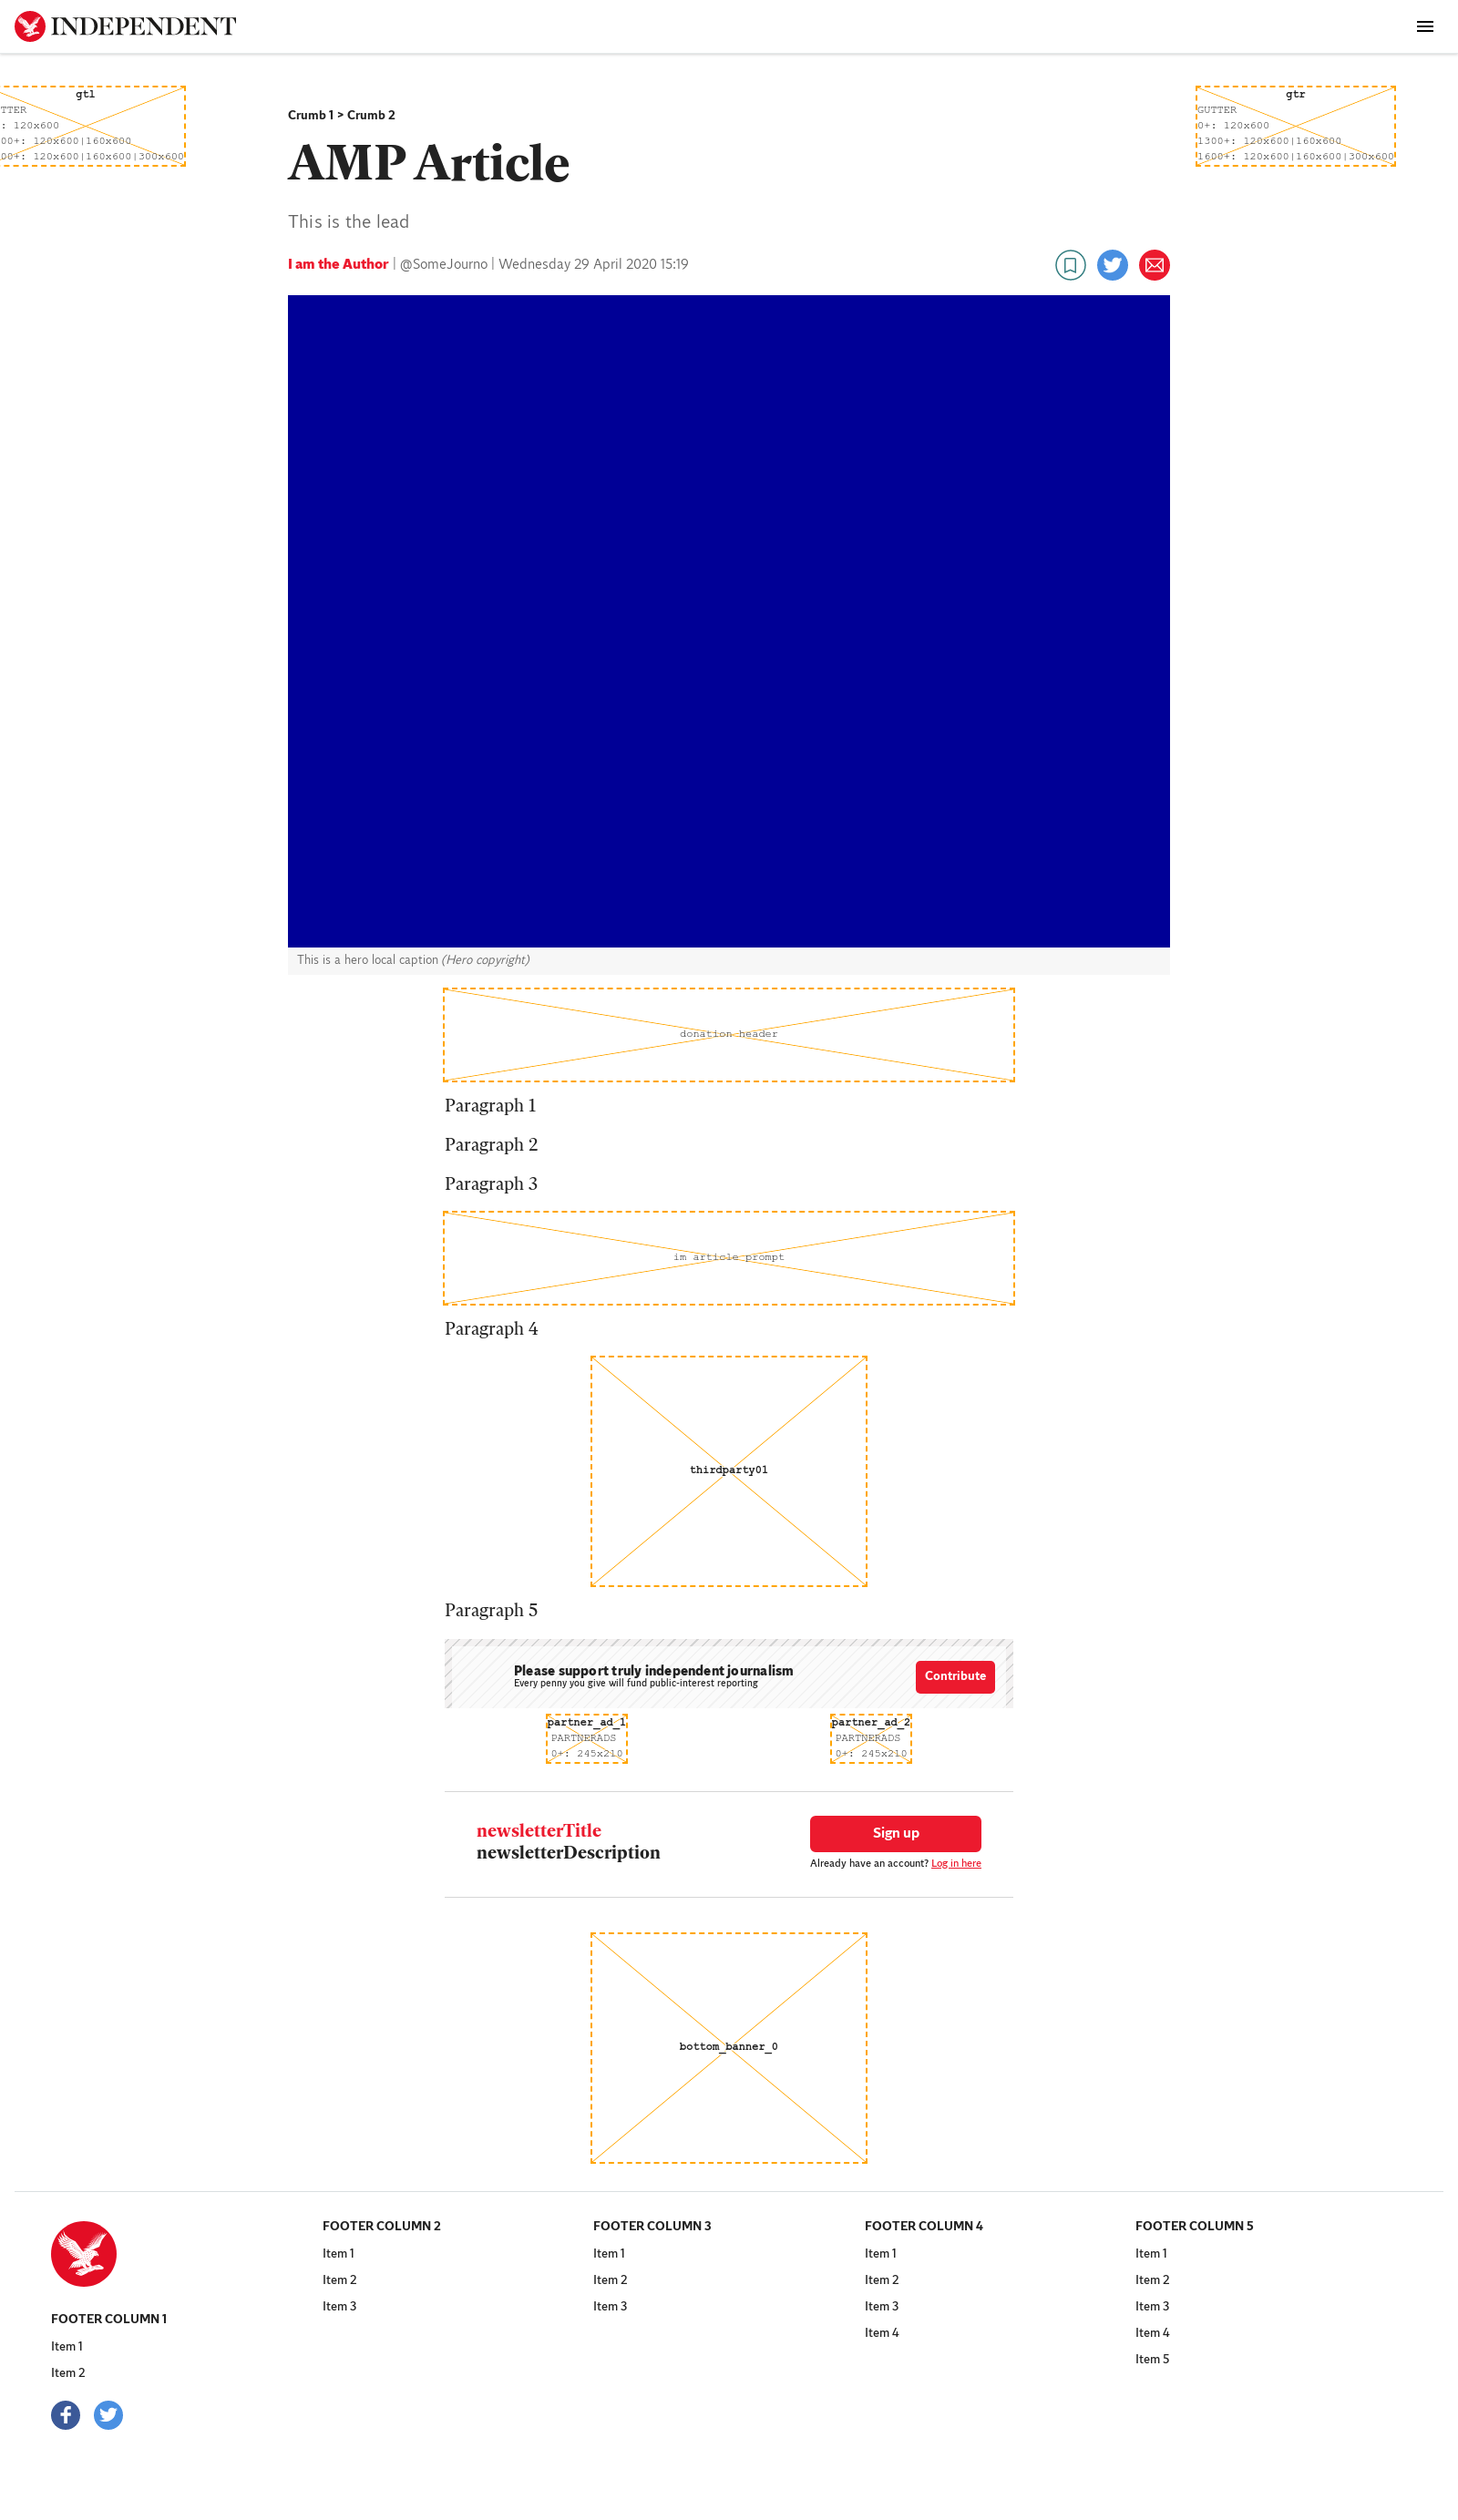 INDEPENDENT
gtl
TTER
: 120x600
00+: 120x600|160x600
00+: 120x600|160x600|300x600
gtr
GUTTER
0+: 120x600
1300+: 120x600|160x600
1600+: 120x600|160x600|300x600
Crumb 1 > Crumb 2
AMP Article
This is the lead
I am the Author | @SomeJourno | Wednesday 29 April 2020 15:19
This is a hero local caption (Hero copyright)
donation header
Paragraph 1
Paragraph 2
Paragraph 3
im article prompt
Paragraph 4
thirdparty01
Paragraph 5
Please support truly independent journalism
Every penny you give will fund public-interest reporting
Contribute
partner_ad_1
PARTNERADS
0+: 245x210
partner_ad_2
PARTNERADS
0+: 245x210
newsletterTitle
newsletterDescription
Sign up
Already have an account? Log in here
bottom_banner_0
FOOTER COLUMN 1
Item 1
Item 2
FOOTER COLUMN 2
Item 1
Item 2
Item 3
FOOTER COLUMN 3
Item 1
Item 2
Item 3
FOOTER COLUMN 4
Item 1
Item 2
Item 3
Item 4
FOOTER COLUMN 5
Item 1
Item 2
Item 3
Item 4
Item 5